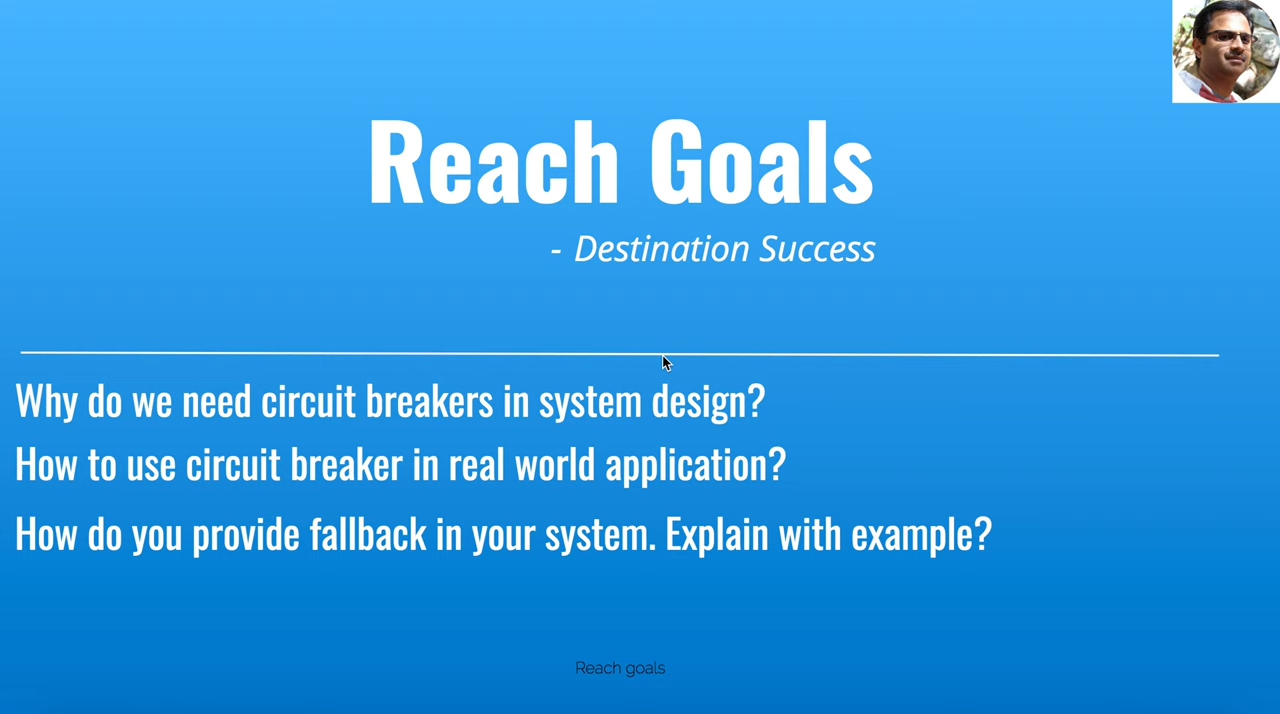 Reach Goals
- Destination Success
Why do we need circuit breakers in system design?
How to use circuit breaker in real world application?
How do you provide fallback in your system. Explain with example?
Reach goals